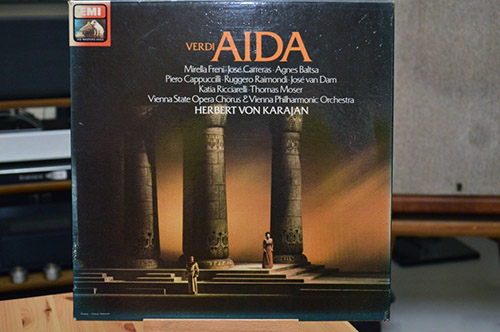 EMI
VERDI AIDA
Mirella Freni · José Carreras · Agnes Baltsa
Piero Cappuccilli · Ruggero Raimondi · José van Dam
Katia Ricciarelli · Thomas Moser
Vienna State Opera Chorus & Vienna Philharmonic Orchestra
HERBERT VON KARAJAN